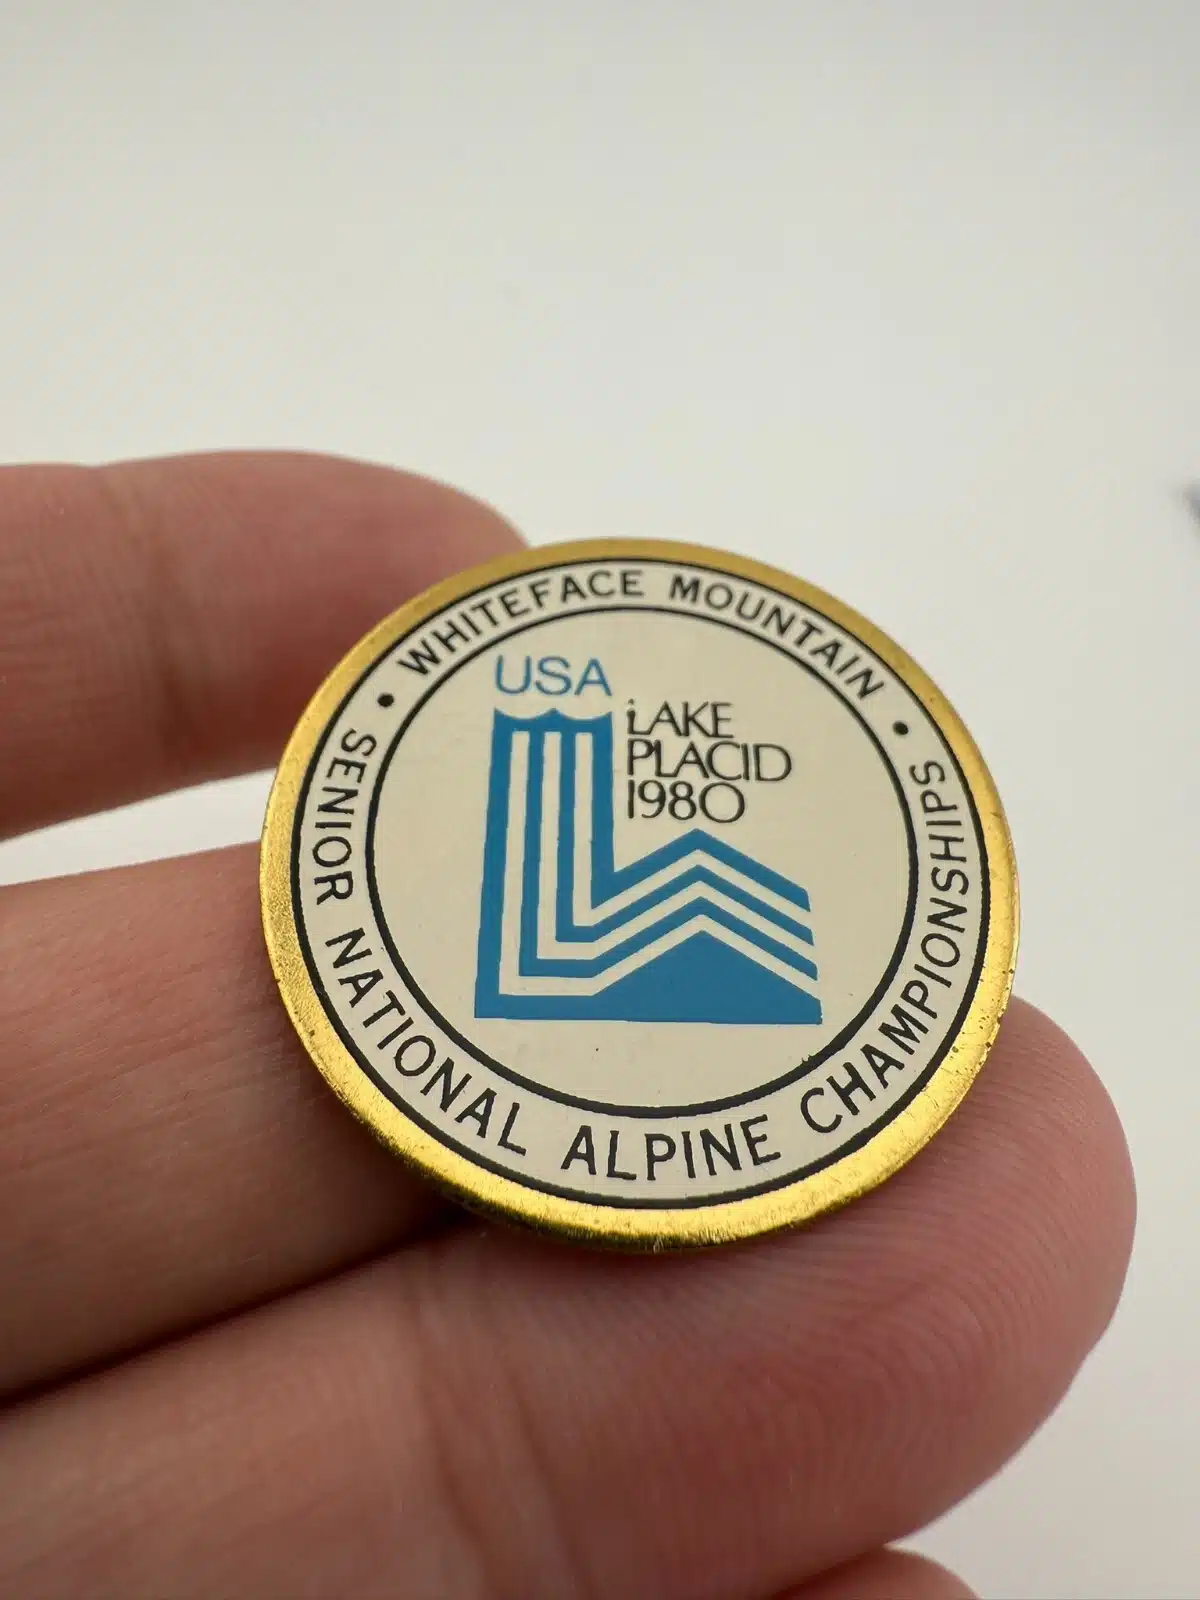 WHITEFACE MOUNTAIN
USA
LAKE
PLACID
1980
• SENIOR NATIONAL ALPINE CHAMPIONSHIPS •